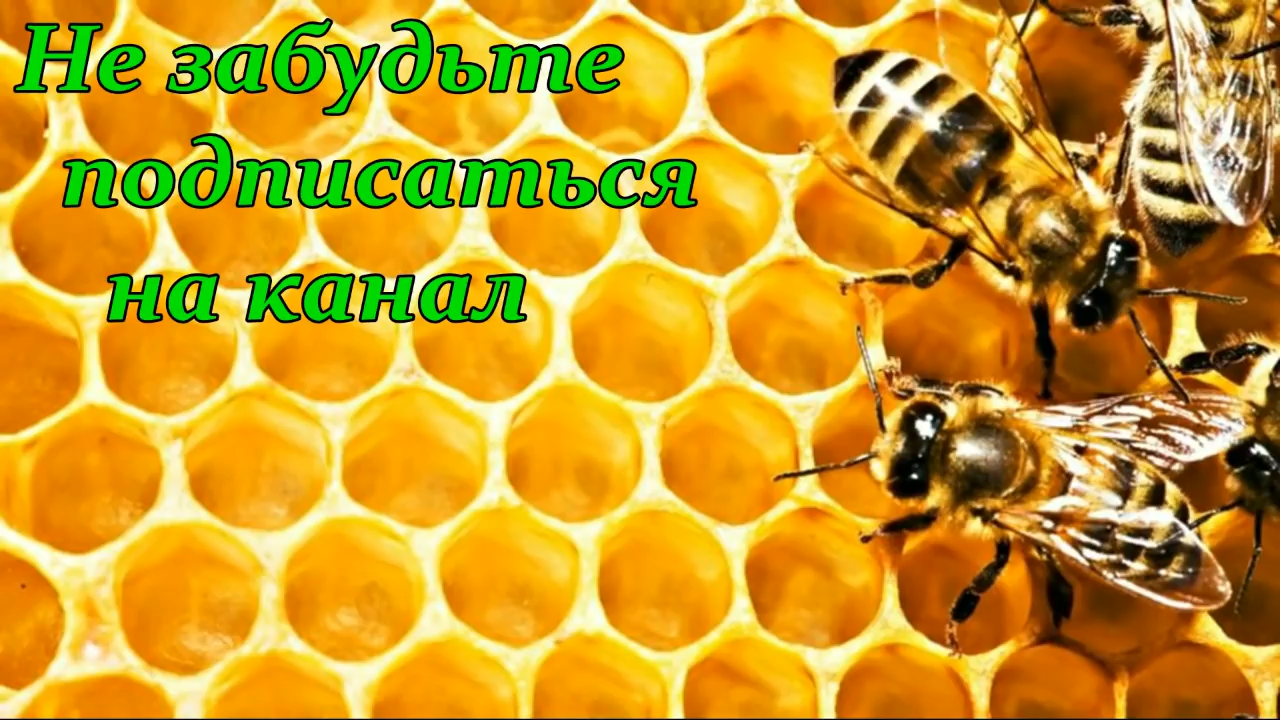 Не забудьте
подписаться
на канал